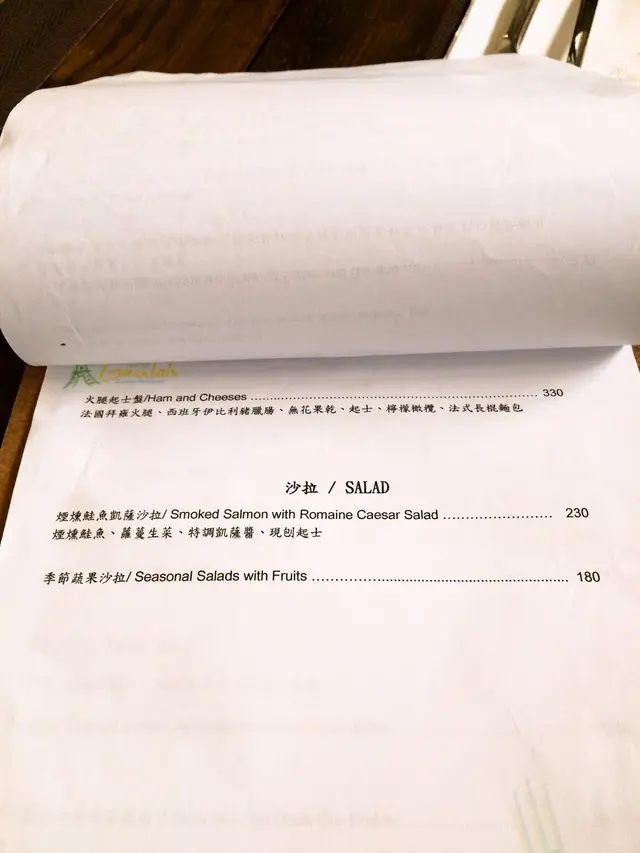 Gaulois
火腿起士盤/Ham and Cheeses ........................................................................ 330
法國拜雍火腿、西班牙伊比利豬臘腸、無花果乾、起士、檸檬橄欖、法式長棍麵包
沙拉 / SALAD
煙燻鮭魚凱薩沙拉/ Smoked Salmon with Romaine Caesar Salad ........................... 230
煙燻鮭魚、蘿蔓生菜、特調凱薩醬、現刨起士
季節蔬果沙拉/ Seasonal Salads with Fruits ................................................................ 180